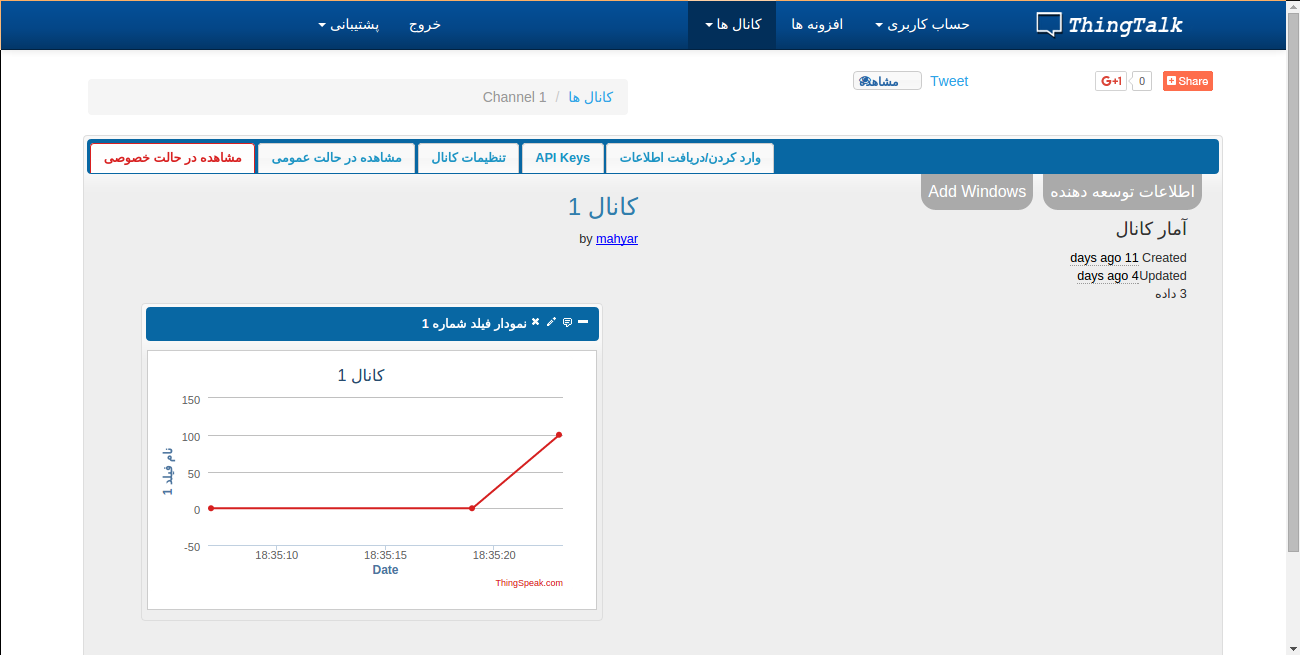 ThingTalk
حساب کاربری
افزونه ها
کانال ها
خروج
پشتیبانی
Share
0
G+1
Tweet
مشاهده
کانال ها / Channel 1
مشاهده در حالت خصوصی
مشاهده در حالت عمومی
تنظیمات کانال
API Keys
وارد کردن/دریافت اطلاعات
اطلاعات توسعه دهنده
Add Windows
آمار کانال
days ago 11 Created
days ago 4Updated
3 داده
کانال 1
by mahyar
نمودار فیلد شماره 1
کانال 1
نام فیلد 1
150
100
50
0
-50
18:35:10
18:35:15
18:35:20
Date
ThingSpeak.com